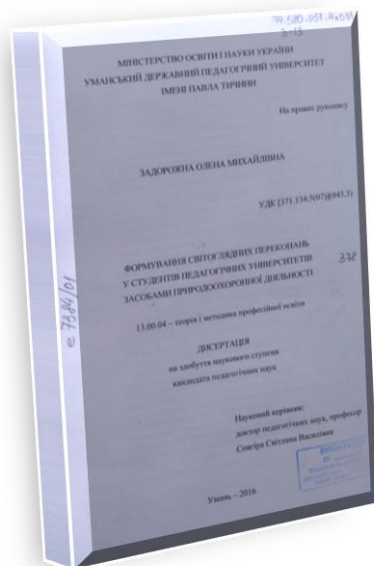 МІНІСТЕРСТВО ОСВІТИ І НАУКИ УКРАЇНИ
УМАНСЬКИЙ ДЕРЖАВНИЙ ПЕДАГОГІЧНИЙ УНІВЕРСИТЕТ
ІМЕНІ ПАВЛА ТИЧИНИ
На правах рукопису
ЗАДОРОЖНА ОЛЕНА МИХАЙЛІВНА
УДК [371.134:5(07)](043.3)
ФОРМУВАННЯ СВІТОГЛЯДНИХ ПЕРЕКОНАНЬ
У СТУДЕНТІВ ПЕДАГОГІЧНИХ УНІВЕРСИТЕТІВ
ЗАСОБАМИ ПРИРОДООХОРОННОЇ ДІЯЛЬНОСТІ
378
13.00.04 – теорія і методика професійної освіти
ДИСЕРТАЦІЯ
на здобуття наукового ступеня
кандидата педагогічних наук
Науковий керівник:
доктор педагогічних наук, професор
Совгіра Світлана Василівна
Умань – 2016